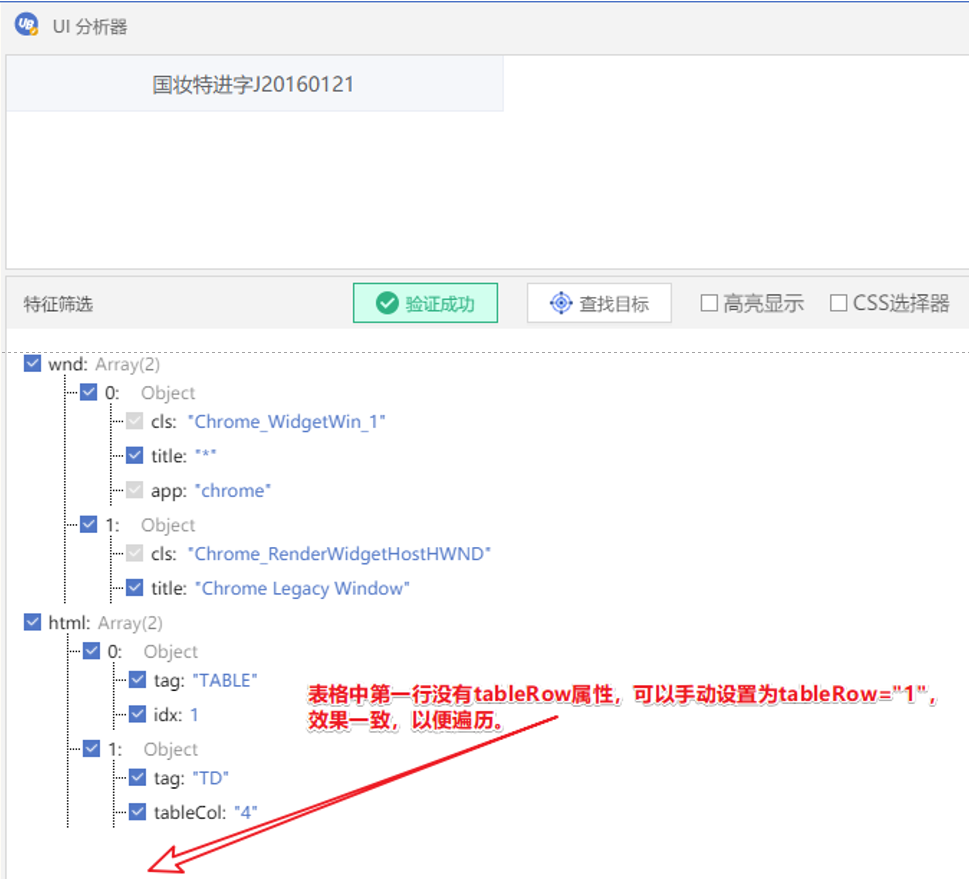 UB UI 分析器
国妆特进字J20160121
特征筛选 验证成功 查找目标 高亮显示 CSS选择器
wnd: Array(2)
0: Object
cls: "Chrome_WidgetWin_1"
title: "*"
app: "chrome"
1: Object
cls: "Chrome_RenderWidgetHostHWND"
title: "Chrome Legacy Window"
html: Array(2)
0: Object
tag: "TABLE"
idx: 1
1: Object
tag: "TD"
tableCol: "4"
表格中第一行没有tableRow属性，可以手动设置为tableRow="1"，
效果一致，以便遍历。